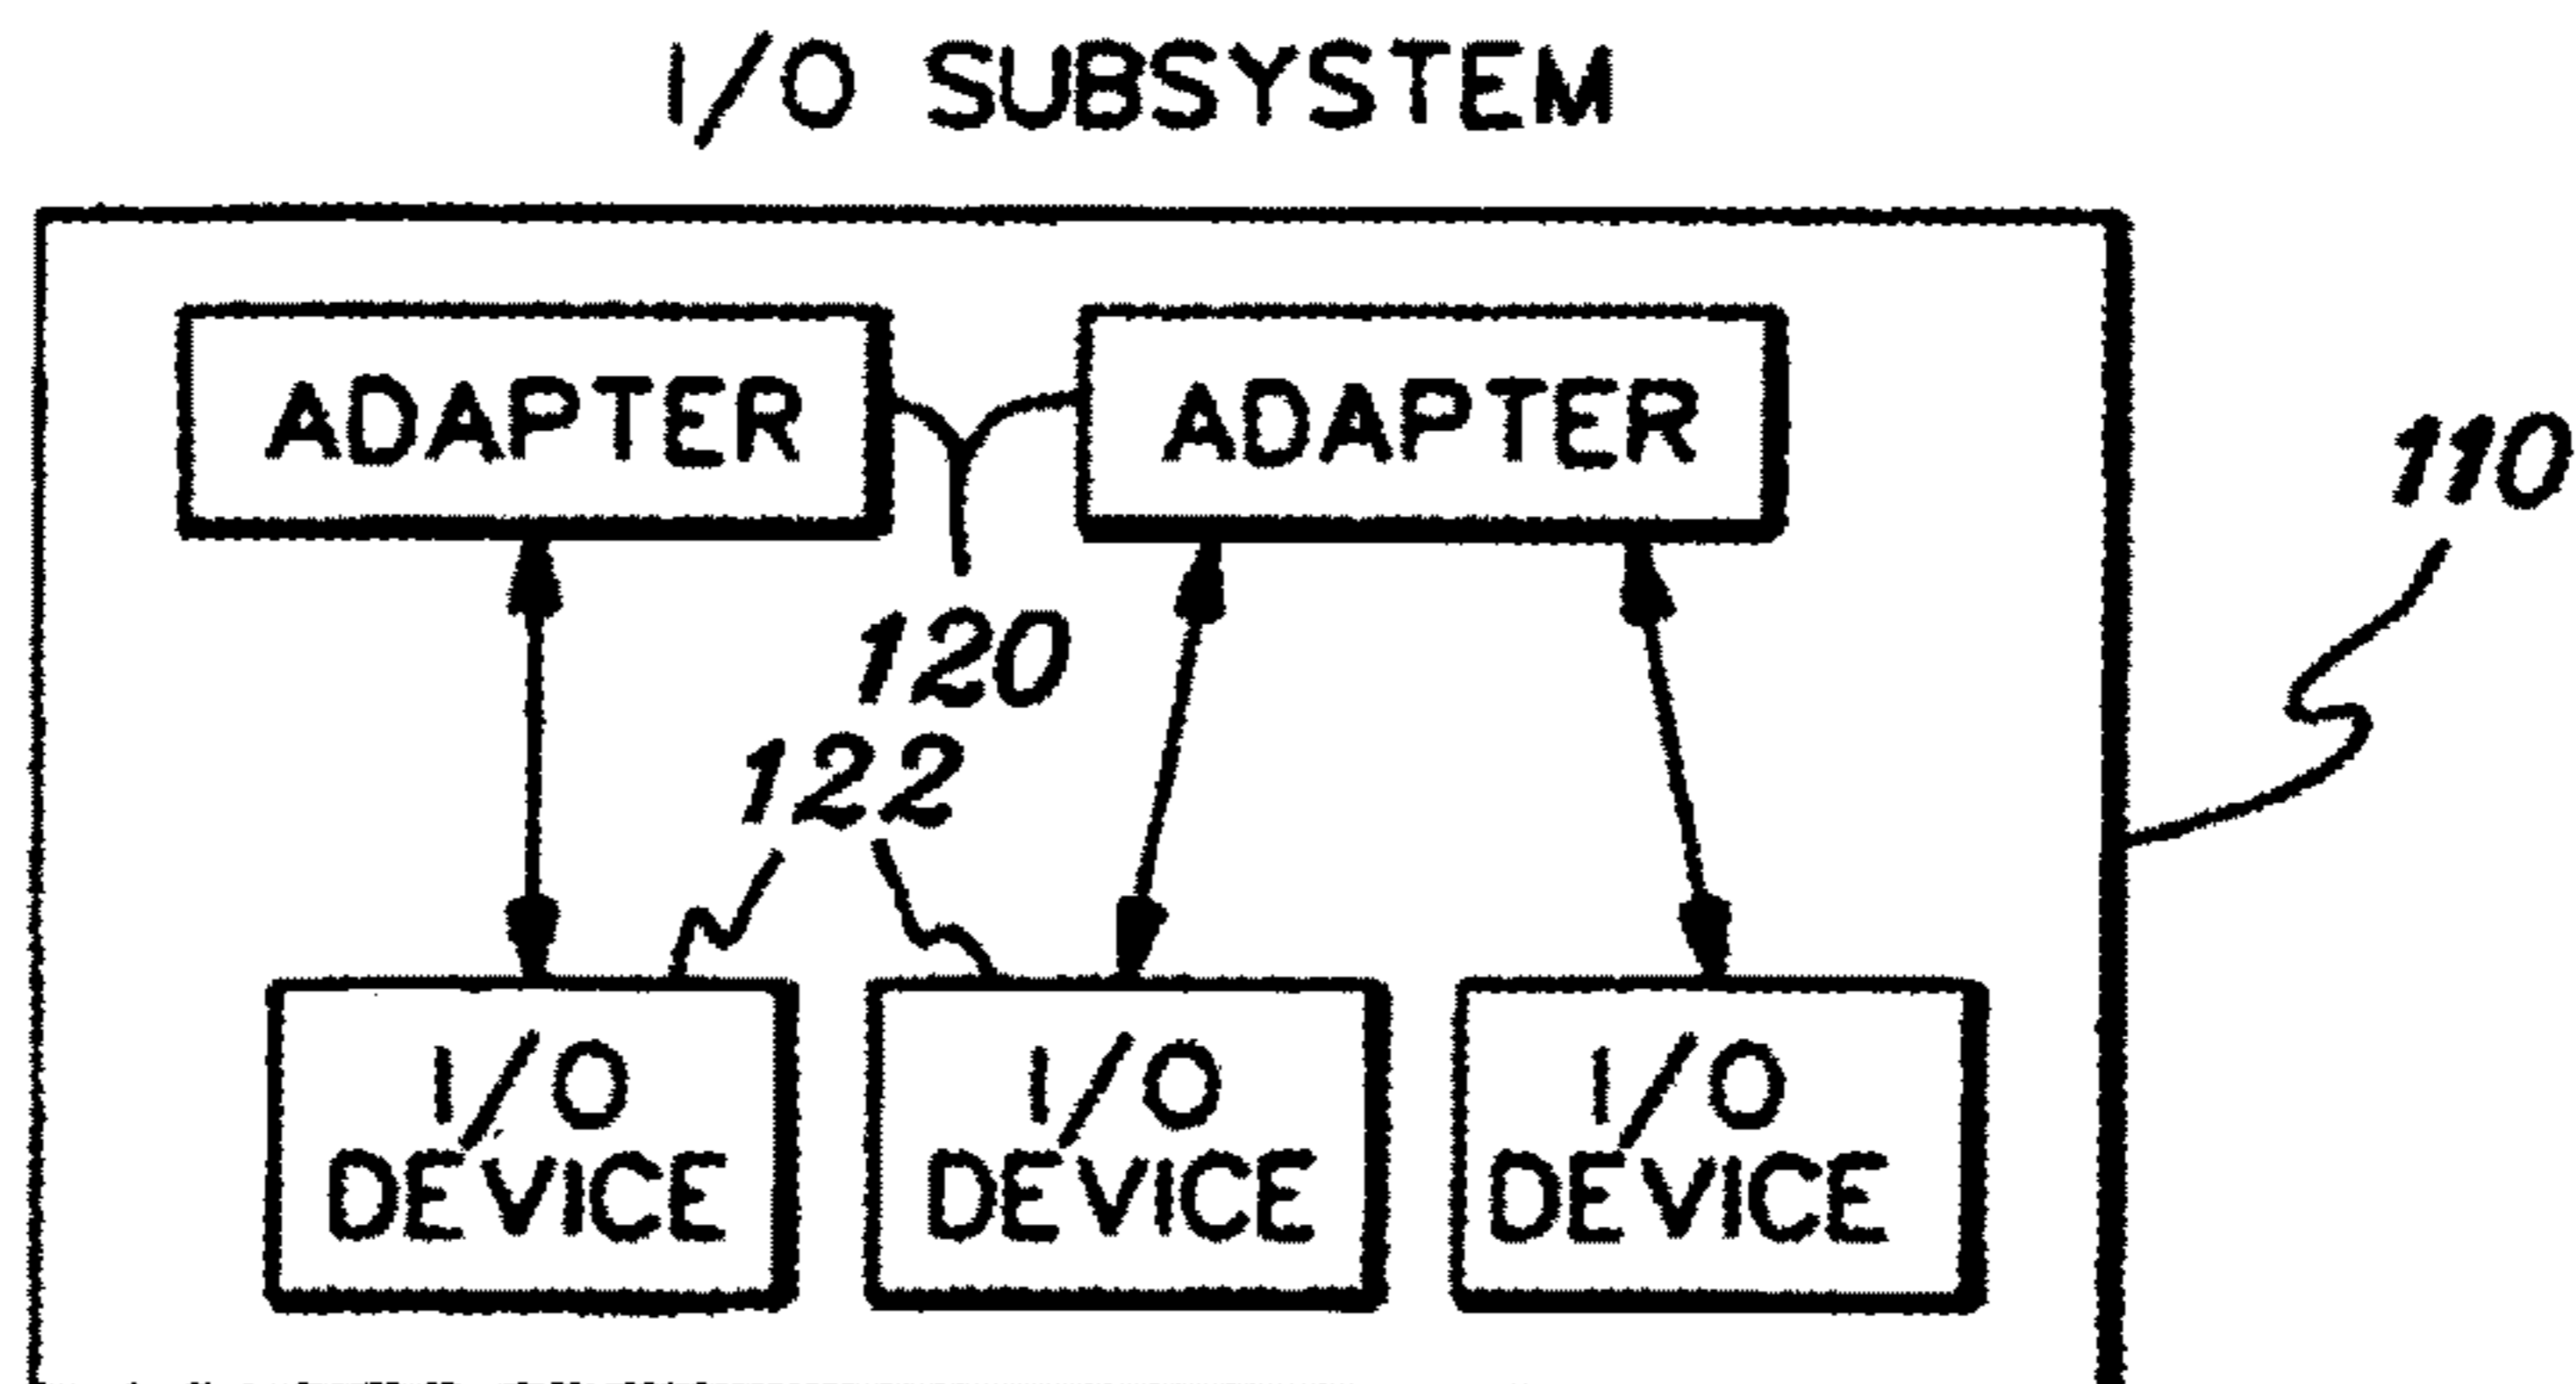 I/O SUBSYSTEM
ADAPTER
ADAPTER
110
120
122
I/O
DEVICE
I/O
DEVICE
I/O
DEVICE